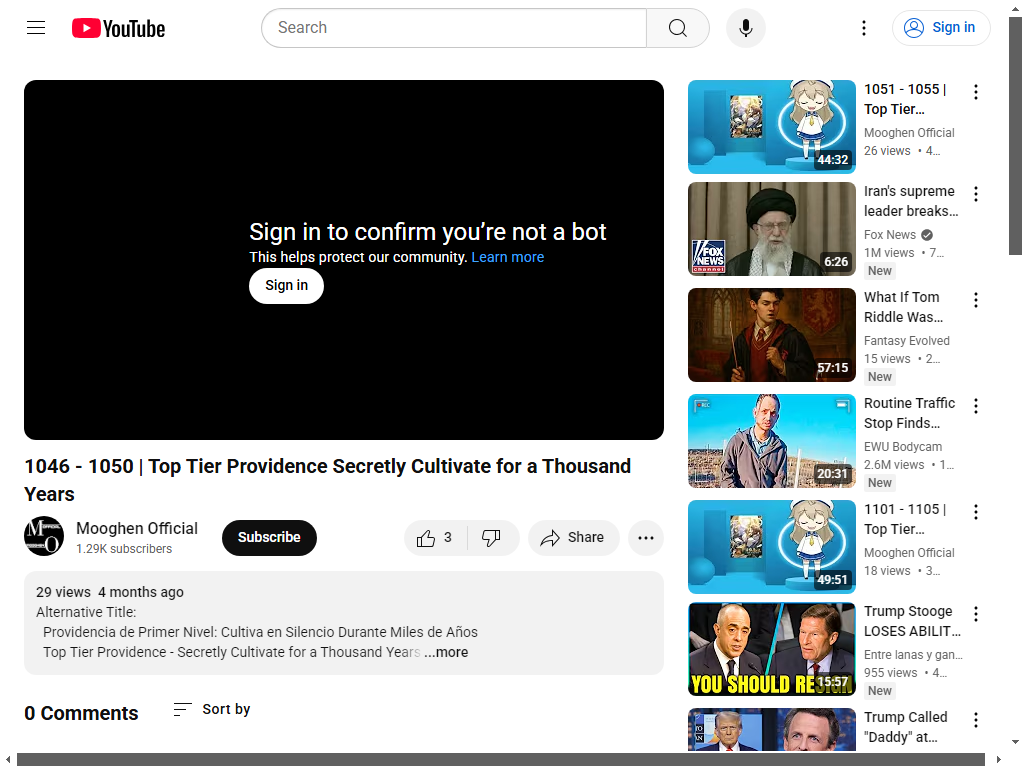 YouTube
Search
Sign in
Sign in to confirm you're not a bot
This helps protect our community. Learn more
Sign in
1046 - 1050 | Top Tier Providence Secretly Cultivate for a Thousand
Years
Mooghen Official
1.29K subscribers
Subscribe
3
Share
29 views 4 months ago
Alternative Title:
Providencia de Primer Nivel: Cultiva en Silencio Durante Miles de Años
Top Tier Providence - Secretly Cultivate for a Thousand Years ...more
0 Comments
Sort by
44:32
1051 - 1055 |
Top Tier...
Mooghen Official
26 views • 4...
FOX
NEWS
channel
6:26
Iran's supreme
leader breaks...
Fox News
1M views • 7...
New
57:15
What If Tom
Riddle Was...
Fantasy Evolved
15 views • 2...
New
REC
20:31
Routine Traffic
Stop Finds...
EWU Bodycam
2.6M views • 1...
New
49:51
1101 - 1105 |
Top Tier...
Mooghen Official
18 views • 3...
YOU SHOULD RESIGN
15:57
Trump Stooge
LOSES ABILIT...
Entre lanas y gan...
955 views • 4...
New
Trump Called
"Daddy" at...